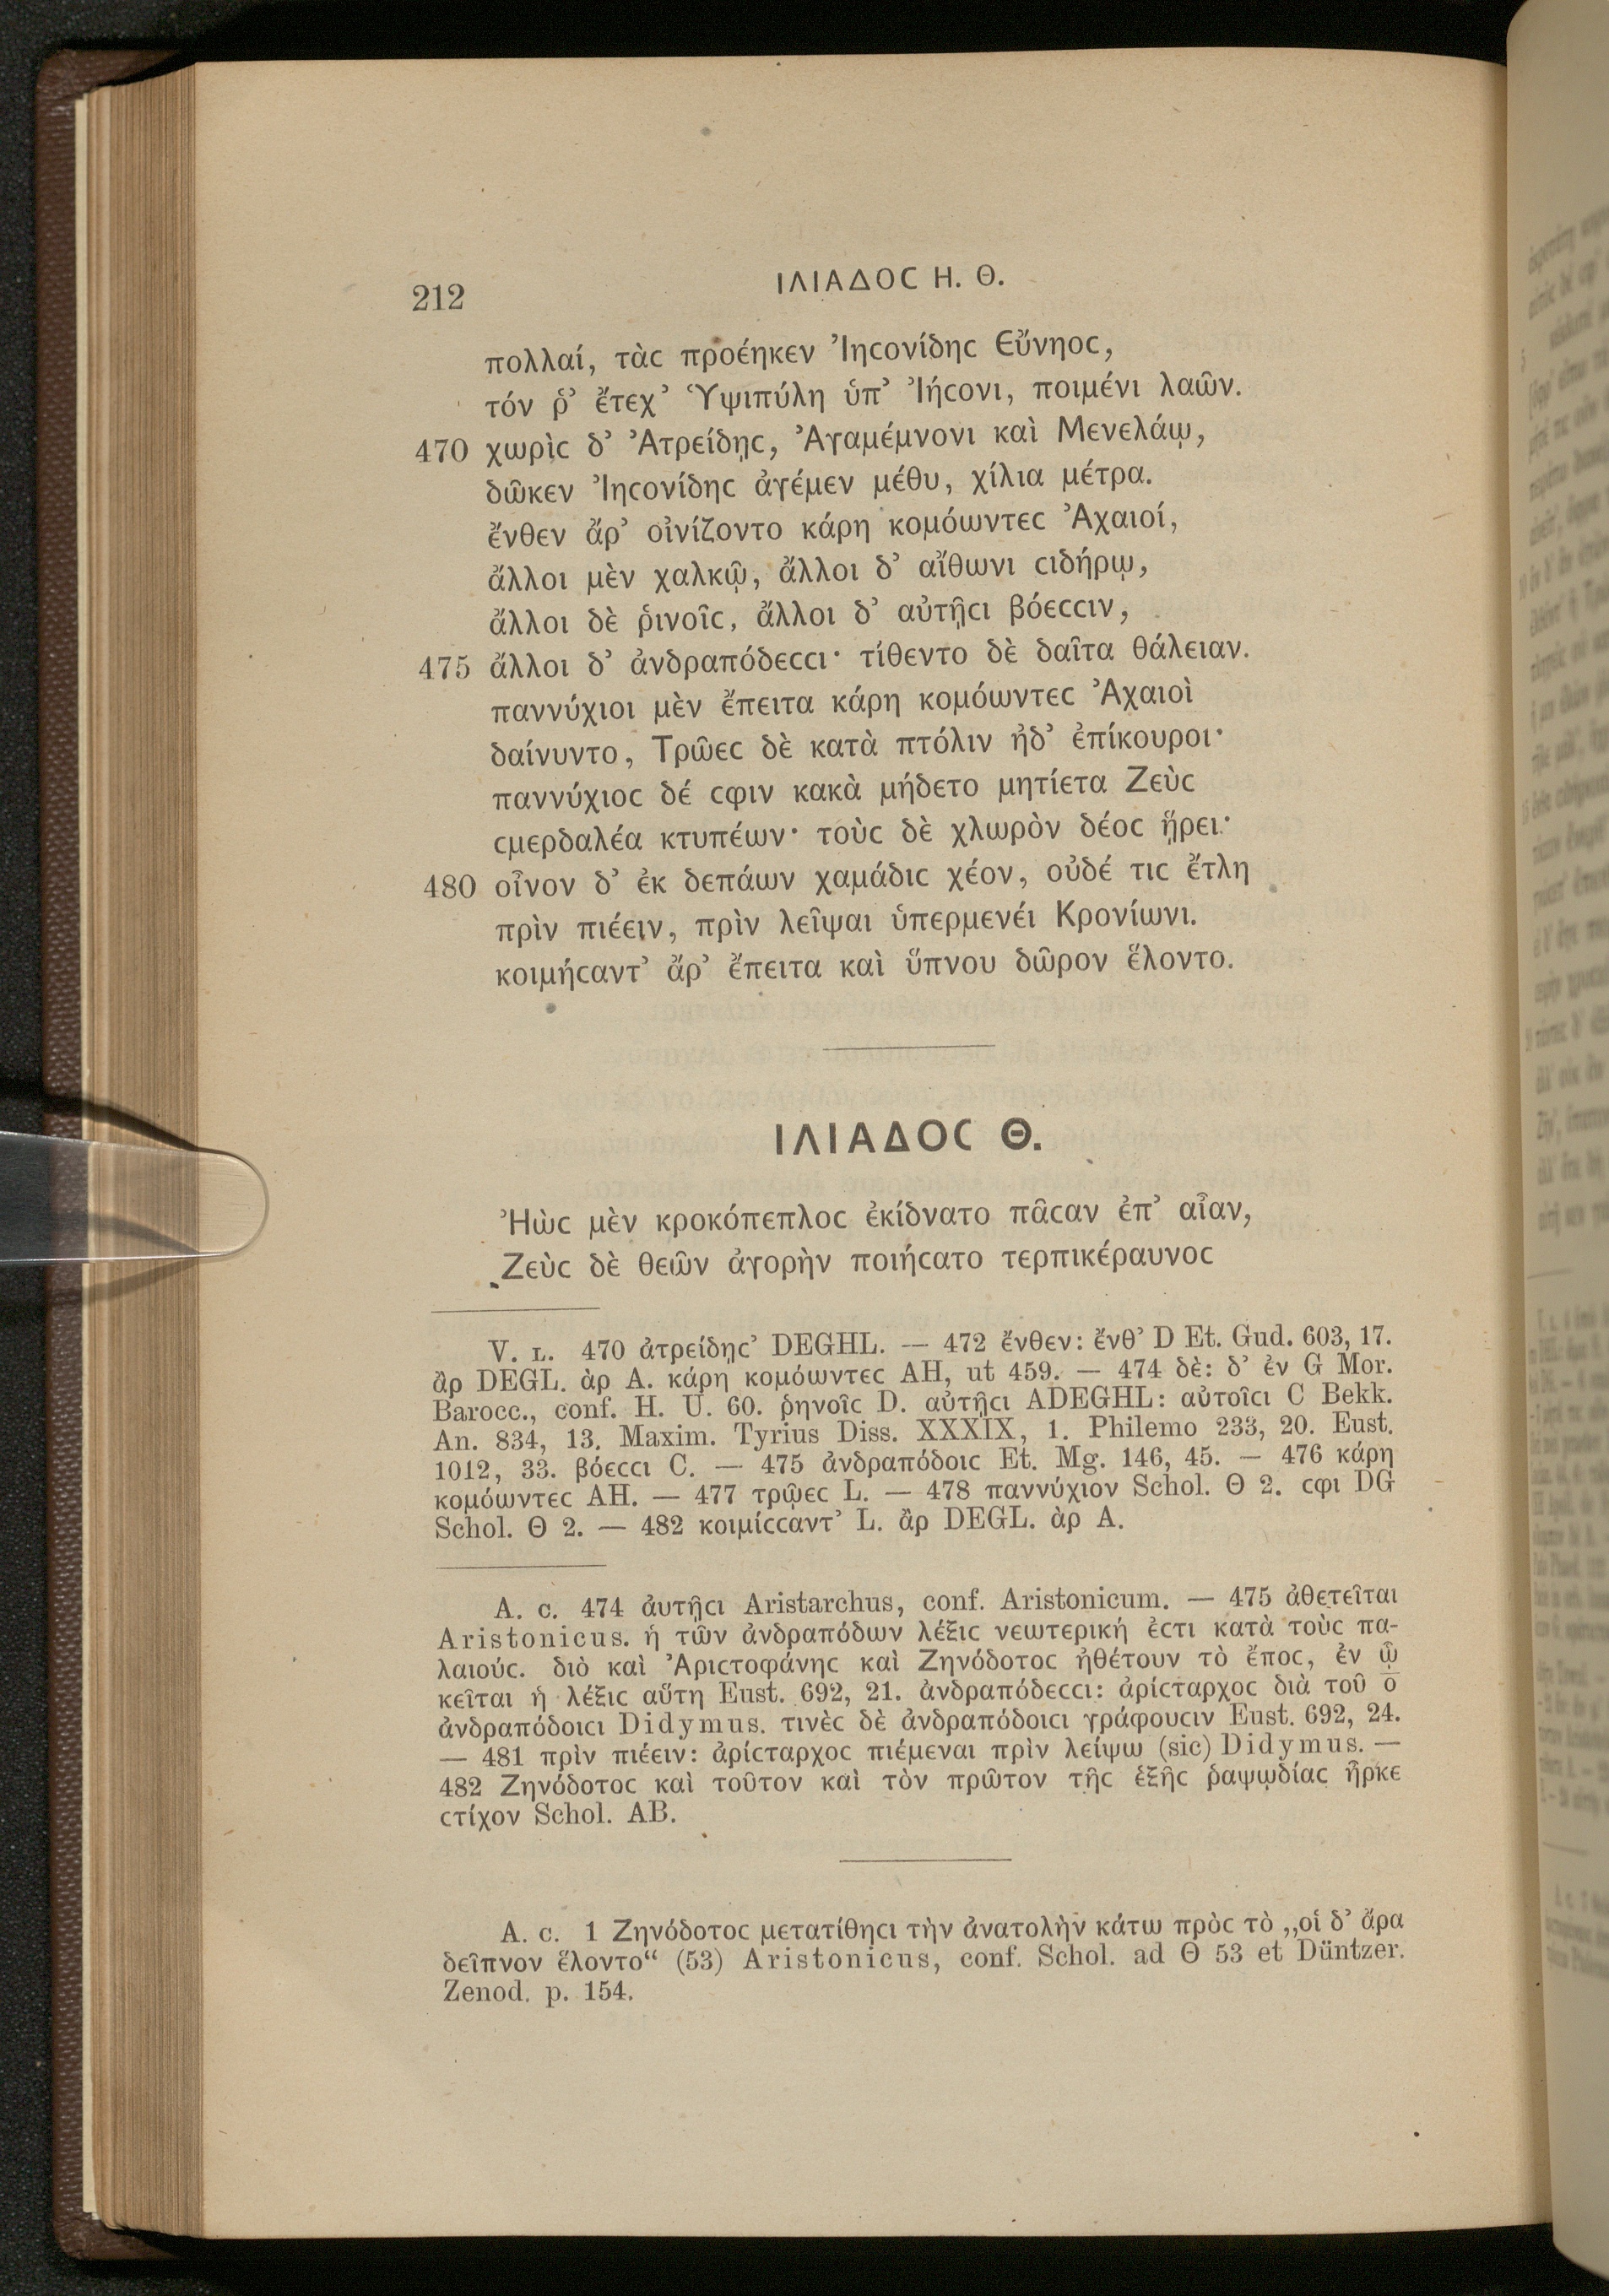 212
ΙΛΙΑΔΟϹ Η. Θ.
πολλαί, τὰϲ προέηκεν Ἰηϲονίδηϲ Εὔνηοϲ,
τόν ῥ’ ἔτεχ’ Ὑψιπύλη ὑπ’ Ἰήϲονι, ποιμένι λαῶν.
470 χωρὶϲ δ’ Ἀτρείδῃϲ, Ἀγαμέμνονι καὶ Μενελάῳ,
δῶκεν Ἰηϲονίδηϲ ἀγέμεν μέθυ, χίλια μέτρα.
ἔνθεν ἄρ’ οἰνίζοντο κάρη κομόωντεϲ Ἀχαιοί,
ἄλλοι μὲν χαλκῷ, ἄλλοι δ’ αἴθωνι ϲιδήρῳ,
ἄλλοι δὲ ῥινοῖϲ, ἄλλοι δ’ αὐτῇϲι βόεϲϲιν,
475 ἄλλοι δ’ ἀνδραπόδεϲϲι· τίθεντο δὲ δαῖτα θάλειαν.
παννύχιοι μὲν ἔπειτα κάρη κομόωντεϲ Ἀχαιοὶ
δαίνυντο, Τρῶεϲ δὲ κατὰ πτόλιν ἠδ’ ἐπίκουροι·
παννύχιοϲ δέ ϲφιν κακὰ μήδετο μητίετα Ζεὺϲ
ϲμερδαλέα κτυπέων· τοὺϲ δὲ χλωρὸν δέοϲ ᾕρει·
480 οἶνον δ’ ἐκ δεπάων χαμάδιϲ χέον, οὐδέ τιϲ ἔτλη
πρὶν πιέειν, πρὶν λεῖψαι ὑπερμενέι Κρονίωνι.
κοιμήϲαντ’ ἄρ’ ἔπειτα καὶ ὕπνου δῶρον ἕλοντο.
ΙΛΙΑΔΟϹ Θ.
Ἠὼϲ μὲν κροκόπεπλοϲ ἐκίδνατο πᾶϲαν ἐπ’ αἶαν,
Ζεὺϲ δὲ θεῶν ἀγορὴν ποιήϲατο τερπικέραυνοϲ
V. L. 470 ἀτρείδῃϲ’ DEGHL. — 472 ἔνθεν: ἔνθ’ D Et. Gud. 603, 17.
ἂρ DEGL. ἀρ A. κάρη κομόωντεϲ AH, ut 459. — 474 δὲ: δ’ ἐν G Mor.
Barocc., conf. H. U. 60. ῥηνοῖϲ D. αὐτῇϲι ADEGHL: αὐτοῖϲι C Bekk.
An. 834, 13. Maxim. Tyrius Diss. XXXIX, 1. Philemo 233, 20. Eust.
1012, 33. βόεϲϲι C. — 475 ἀνδραπόδοιϲ Et. Mg. 146, 45. — 476 κάρη
κομόωντεϲ AH. — 477 τρῷεϲ L. — 478 παννύχιον Schol. Θ 2. ϲφι DG
Schol. Θ 2. — 482 κοιμίϲϲαντ’ L. ἂρ DEGL. ὰρ A.
A. c. 474 ἀυτῇϲι Aristarchus, conf. Aristonicum. — 475 ἀθετεῖται
Aristonicus. ἡ τῶν ἀνδραπόδων λέξιϲ νεωτερική ἐϲτι κατὰ τοὺϲ πα-
λαιούϲ. διὸ καὶ Ἀριϲτοφάνηϲ καὶ Ζηνόδοτοϲ ἠθέτουν τὸ ἔποϲ, ἐν ᾧ
κεῖται ἡ λέξιϲ αὕτη Eust. 692, 21. ἀνδραπόδεϲϲι: ἀρίϲταρχοϲ διὰ τοῦ ο̄
ἀνδραπόδοιϲι Didymus. τινὲϲ δὲ ἀνδραπόδοιϲι γράφουϲιν Eust. 692, 24.
— 481 πρὶν πιέειν: ἀρίϲταρχοϲ πιέμεναι πρὶν λείψω (sic) Didymus. —
482 Ζηνόδοτοϲ καὶ τοῦτον καὶ τὸν πρῶτον τῆϲ ἑξῆϲ ῥαψῳδίαϲ ἦρκε
ϲτίχον Schol. AB.
A. c. 1 Ζηνόδοτοϲ μετατίθηϲι τὴν ἀνατολὴν κάτω πρὸϲ τὸ „οἱ δ’ ἄρα
δεῖπνον ἕλοντο“ (53) Aristonicus, conf. Schol. ad Θ 53 et Düntzer.
Zenod. p. 154.